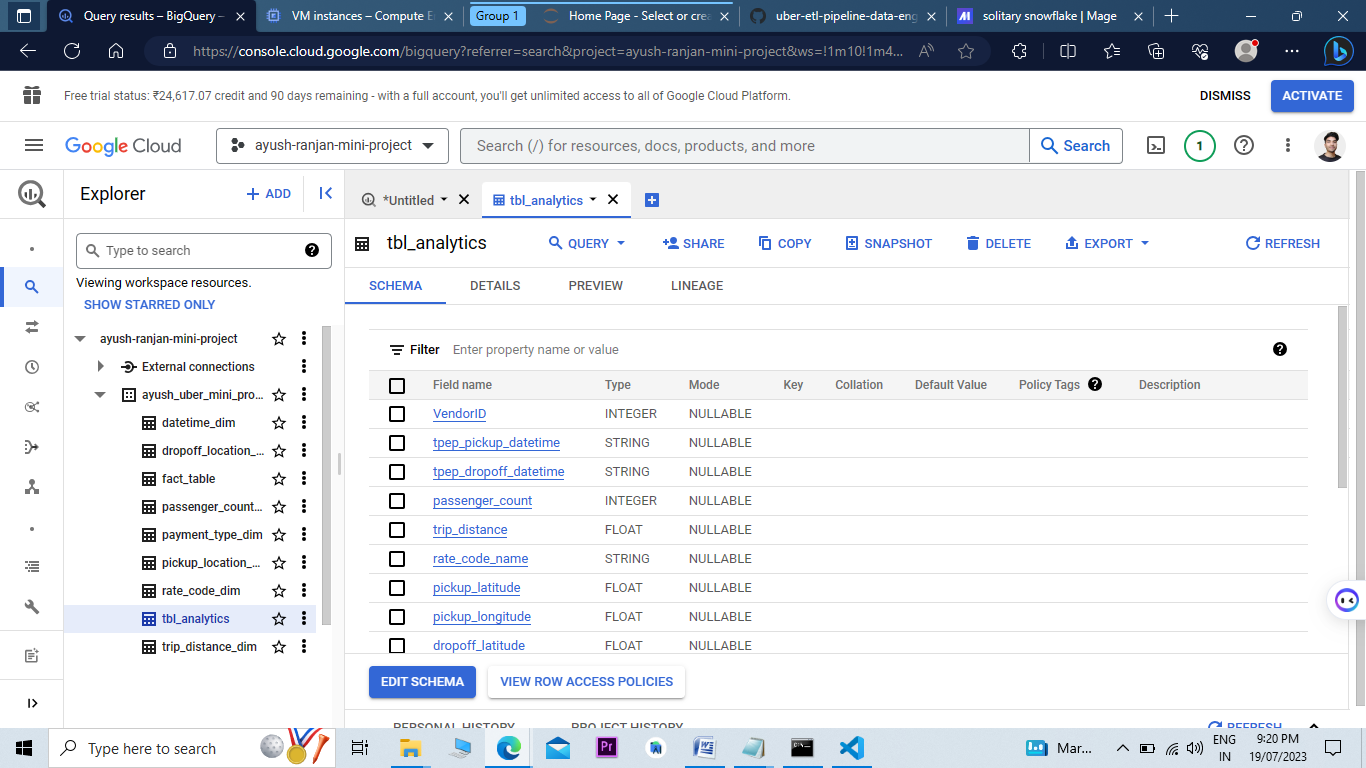 Query results – BigQuery –
VM instances – Compute E
Group 1
Home Page - Select or crea
uber-etl-pipeline-data-eng
solitary snowflake | Mage
https://console.cloud.google.com/bigquery?referrer=search&project=ayush-ranjan-mini-project&ws=!1m10!1m4...
Free trial status: ₹24,617.07 credit and 90 days remaining - with a full account, you'll get unlimited access to all of Google Cloud Platform.
DISMISS
ACTIVATE
Google Cloud
ayush-ranjan-mini-project
Search (/) for resources, docs, products, and more
Search
1
Explorer
+ ADD
*Untitled
tbl_analytics
Type to search
Viewing workspace resources.
SHOW STARRED ONLY
ayush-ranjan-mini-project
External connections
ayush_uber_mini_pro...
datetime_dim
dropoff_location_...
fact_table
passenger_count...
payment_type_dim
pickup_location_...
rate_code_dim
tbl_analytics
trip_distance_dim
tbl_analytics
QUERY
SHARE
COPY
SNAPSHOT
DELETE
EXPORT
REFRESH
SCHEMA
DETAILS
PREVIEW
LINEAGE
Filter Enter property name or value
Field name Type Mode Key Collation Default Value Policy Tags Description
VendorID INTEGER NULLABLE
tpep_pickup_datetime STRING NULLABLE
tpep_dropoff_datetime STRING NULLABLE
passenger_count INTEGER NULLABLE
trip_distance FLOAT NULLABLE
rate_code_name STRING NULLABLE
pickup_latitude FLOAT NULLABLE
pickup_longitude FLOAT NULLABLE
dropoff_latitude FLOAT NULLABLE
EDIT SCHEMA
VIEW ROW ACCESS POLICIES
PERSONAL HISTORY
PROJECT HISTORY
REFRESH
Type here to search
Pr
Mar...
ENG
IN
9:20 PM
19/07/2023